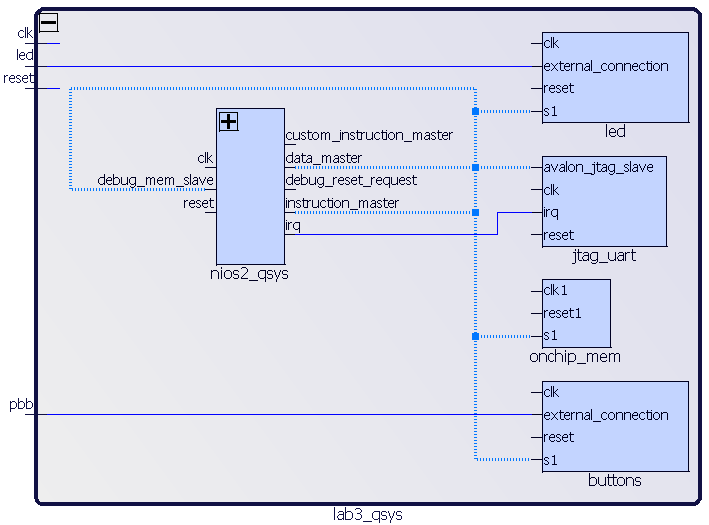 clk
led
reset
clk
external_connection
reset
s1
led
custom_instruction_master
clk
data_master
debug_mem_slave
debug_reset_request
reset
instruction_master
irq
nios2_qsys
avalon_jtag_slave
clk
irq
reset
jtag_uart
clk1
reset1
s1
onchip_mem
pbb
clk
external_connection
reset
s1
buttons
lab3_qsys